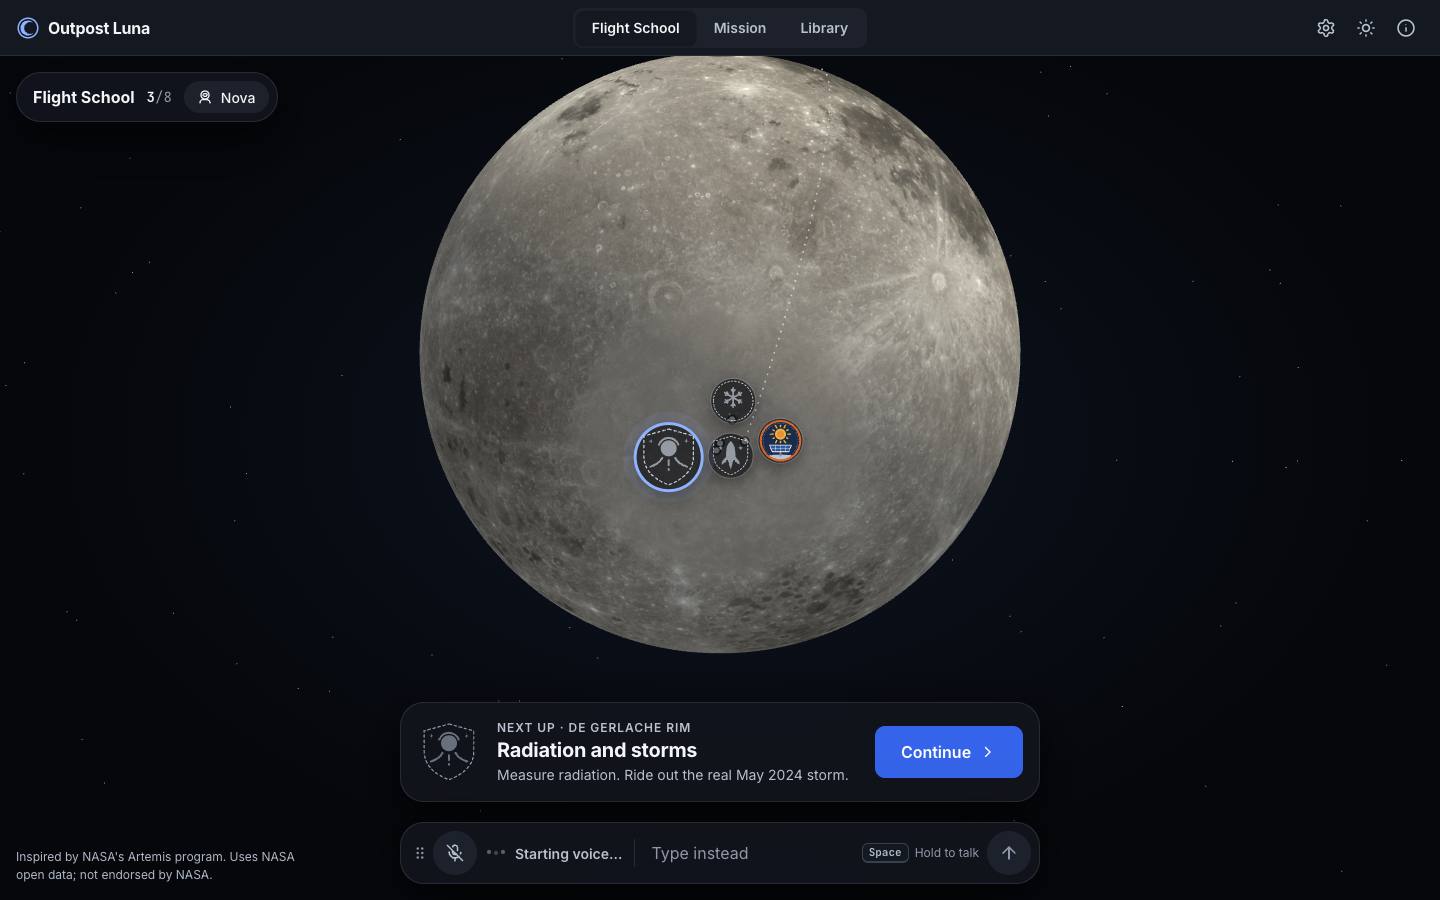 Outpost Luna
Flight School
Mission
Library
Flight School 3/8 Nova
NEXT UP · DE GERLACHE RIM
Radiation and storms
Measure radiation. Ride out the real May 2024 storm.
Continue
Starting voice...
Type instead
Space Hold to talk
Inspired by NASA's Artemis program. Uses NASA
open data; not endorsed by NASA.